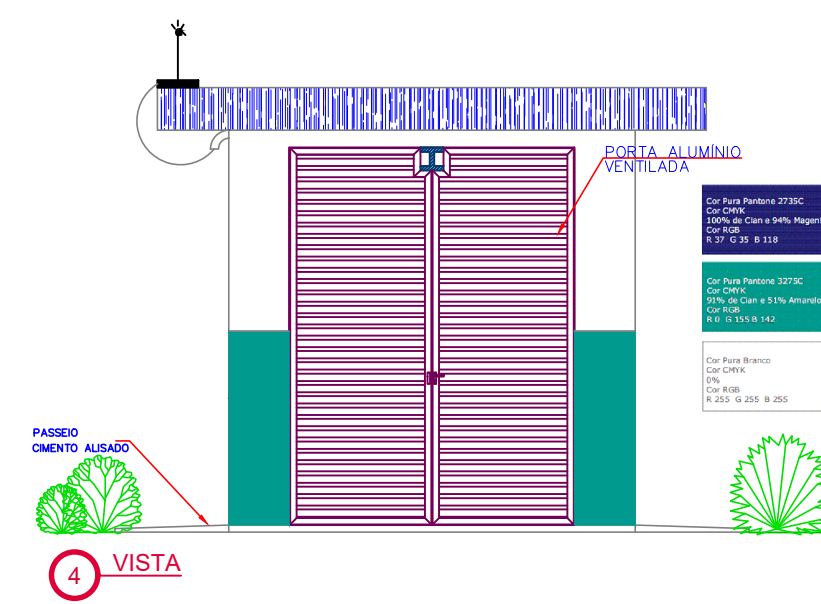 PORTA ALUMÍNIO
VENTILADA
Cor Pura Pantone 2735C
Cor CMYK
100% de Cian e 94% Magent
Cor RGB
R 37 G 35 B 118
Cor Pura Pantone 3275C
Cor CMYK
91% de Cian e 51% Amarelo
Cor RGB
R 0 G 155 B 142
Cor Pura Branco
Cor CMYK
0%
Cor RGB
R 255 G 255 B 255
PASSEIO
CIMENTO ALISADO
4 VISTA